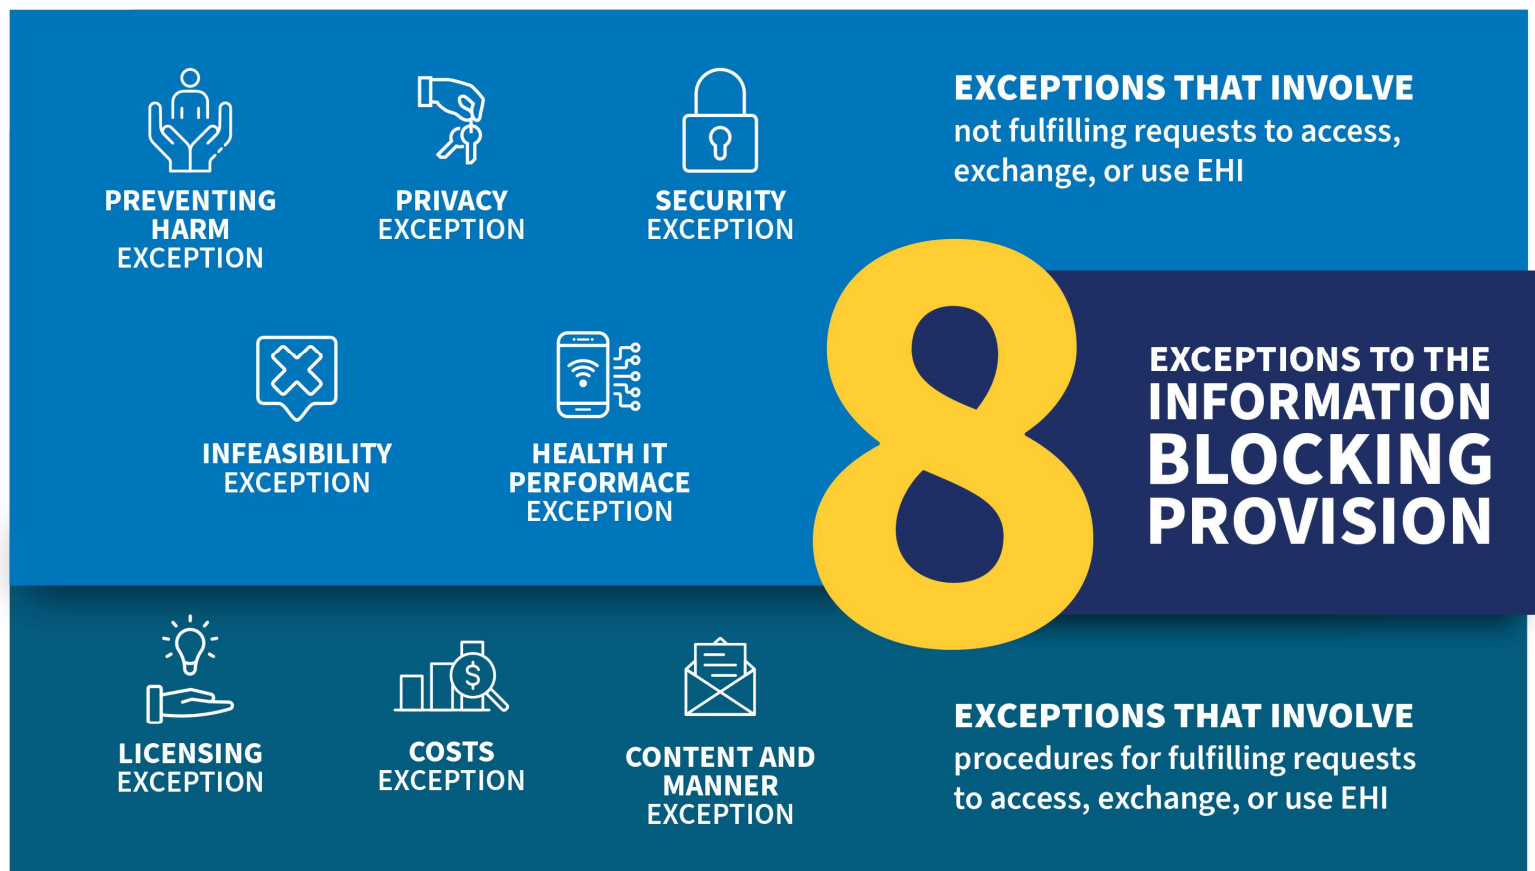 PREVENTING
HARM
EXCEPTION
PRIVACY
EXCEPTION
SECURITY
EXCEPTION
EXCEPTIONS THAT INVOLVE
not fulfilling requests to access,
exchange, or use EHI
INFEASIBILITY
EXCEPTION
HEALTH IT
PERFORMACE
EXCEPTION
8
EXCEPTIONS TO THE
INFORMATION
BLOCKING
PROVISION
LICENSING
EXCEPTION
$
COSTS
EXCEPTION
CONTENT AND
MANNER
EXCEPTION
EXCEPTIONS THAT INVOLVE
procedures for fulfilling requests
to access, exchange, or use EHI